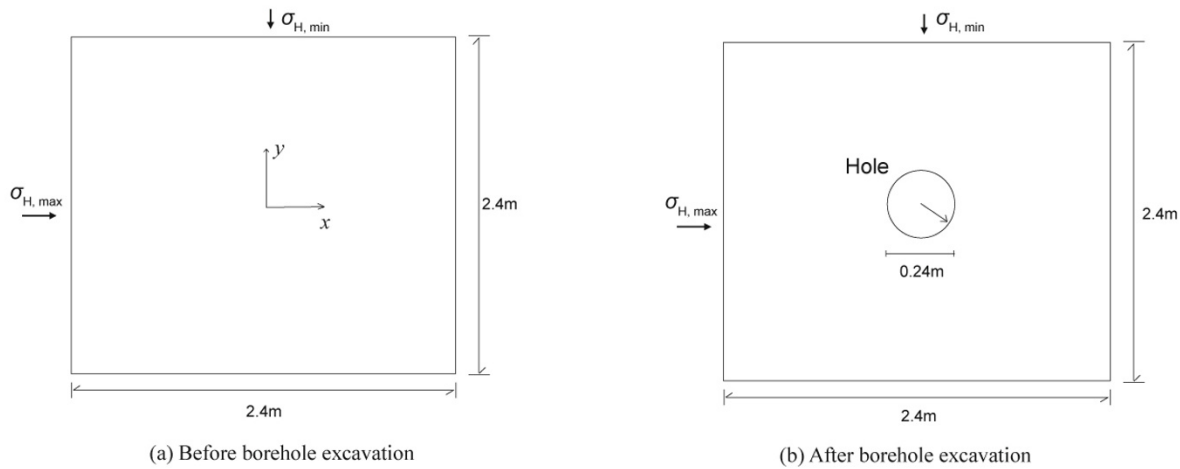 σH, min
y
x
σH, max
2.4m
2.4m
(a) Before borehole excavation
σH, min
Hole
σH, max
0.24m
2.4m
2.4m
(b) After borehole excavation